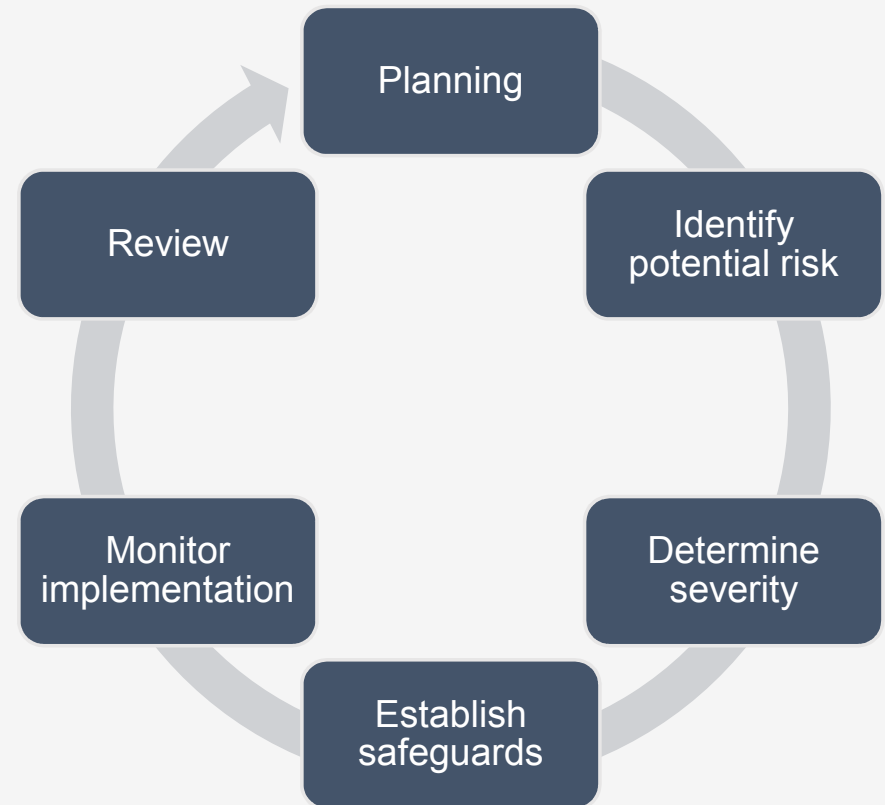 Planning
Identify
potential risk
Determine
severity
Establish
safeguards
Monitor
implementation
Review